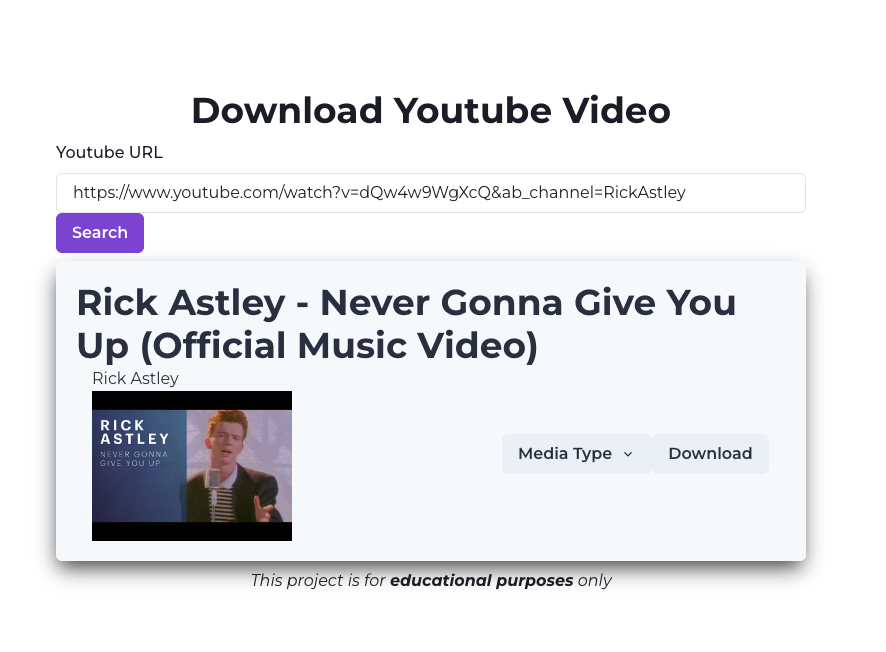 Download Youtube Video
Youtube URL
https://www.youtube.com/watch?v=dQw4w9WgXcQ&ab_channel=RickAstley
Search
Rick Astley - Never Gonna Give You
Up (Official Music Video)
Rick Astley
RICK
ASTLEY
NEVER GONNA
GIVE YOU UP
Media Type
Download
This project is for educational purposes only